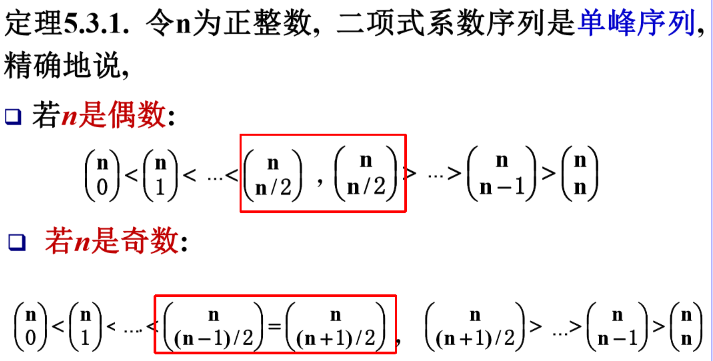 定理5.3.1. 令n为正整数, 二项式系数序列是单峰序列,
精确地说,
❑ 若n是偶数:
(n 0) < (n 1) < …< (n n/2) , (n n/2) > …> (n n−1) > (n n)
❑ 若n是奇数:
(n 0) < (n 1) < ….< (n (n−1)/2) = (n (n+1)/2) , (n (n+1)/2) > …> (n n−1) > (n n)